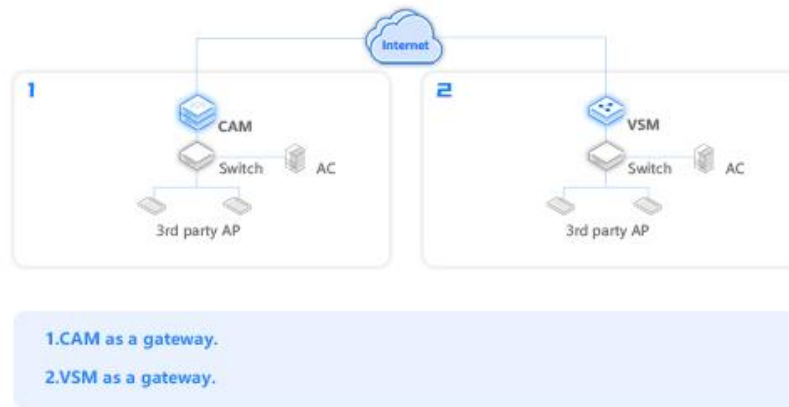 Internet
1
CAM
Switch
AC
3rd party AP
2
VSM
Switch
AC
3rd party AP
1.CAM as a gateway.
2.VSM as a gateway.